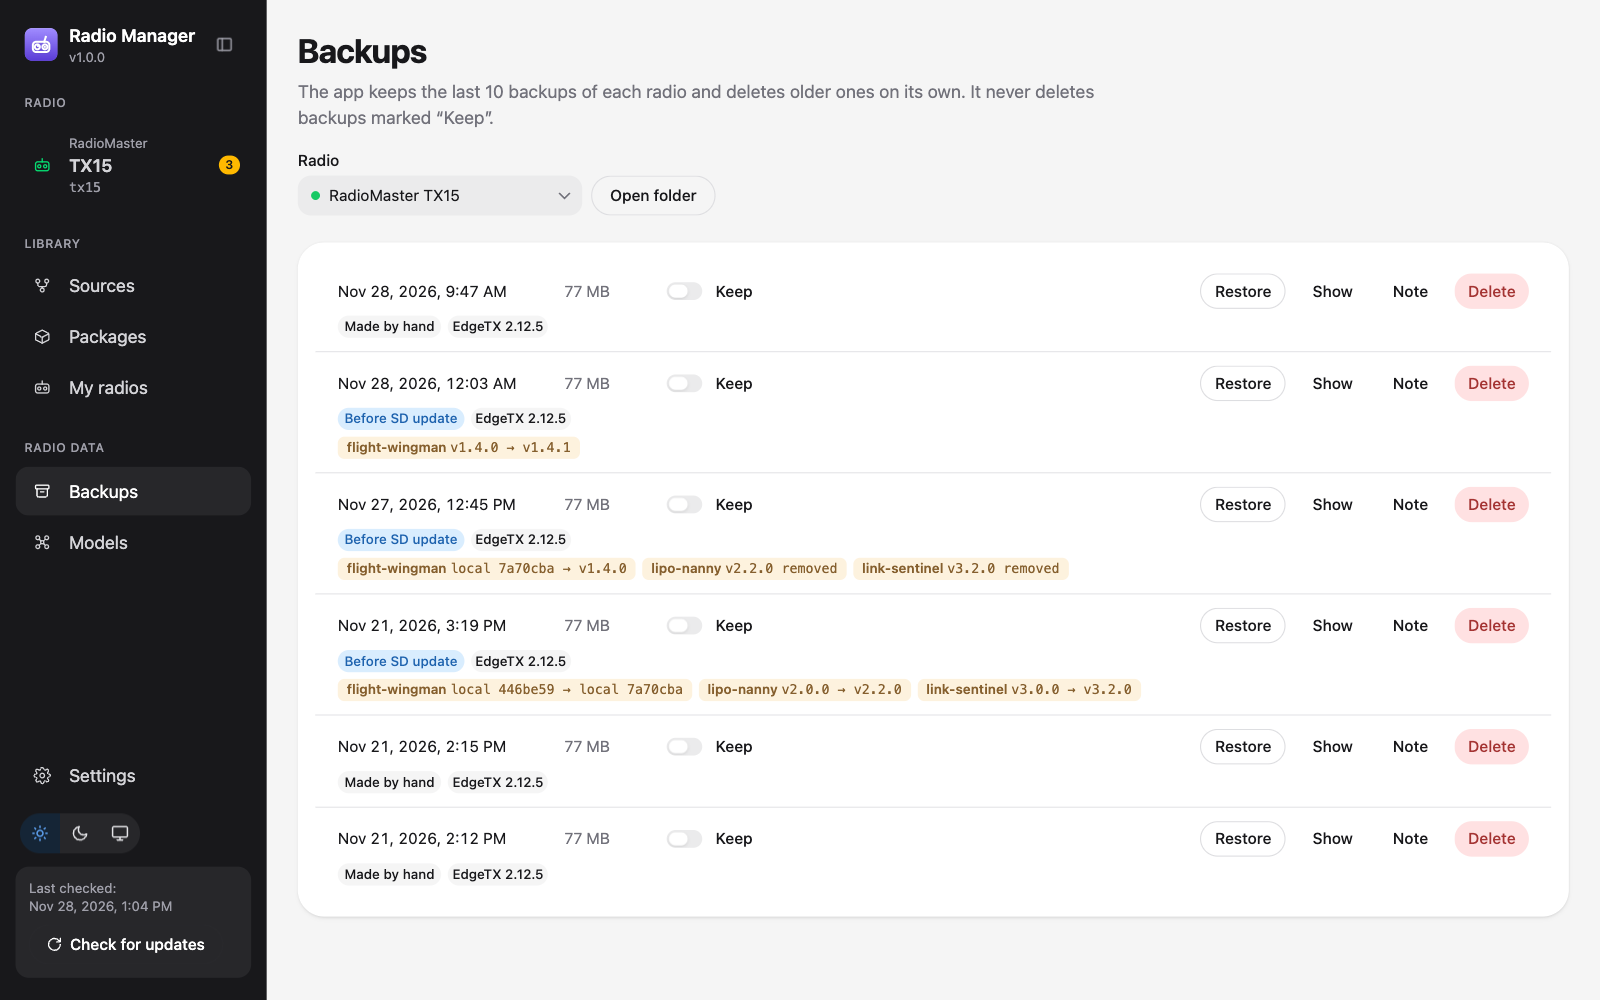 Radio Manager
v1.0.0
RADIO
RadioMaster
TX15
tx15
3
LIBRARY
Sources
Packages
My radios
RADIO DATA
Backups
Models
Settings
Last checked:
Nov 28, 2026, 1:04 PM
Check for updates
Backups
The app keeps the last 10 backups of each radio and deletes older ones on its own. It never deletes
backups marked “Keep”.
Radio
RadioMaster TX15 Open folder
Nov 28, 2026, 9:47 AM 77 MB Keep Restore Show Note Delete
Made by hand EdgeTX 2.12.5
Nov 28, 2026, 12:03 AM 77 MB Keep Restore Show Note Delete
Before SD update EdgeTX 2.12.5
flight-wingman v1.4.0 → v1.4.1
Nov 27, 2026, 12:45 PM 77 MB Keep Restore Show Note Delete
Before SD update EdgeTX 2.12.5
flight-wingman local 7a70cba → v1.4.0 lipo-nanny v2.2.0 removed link-sentinel v3.2.0 removed
Nov 21, 2026, 3:19 PM 77 MB Keep Restore Show Note Delete
Before SD update EdgeTX 2.12.5
flight-wingman local 446be59 → local 7a70cba lipo-nanny v2.0.0 → v2.2.0 link-sentinel v3.0.0 → v3.2.0
Nov 21, 2026, 2:15 PM 77 MB Keep Restore Show Note Delete
Made by hand EdgeTX 2.12.5
Nov 21, 2026, 2:12 PM 77 MB Keep Restore Show Note Delete
Made by hand EdgeTX 2.12.5